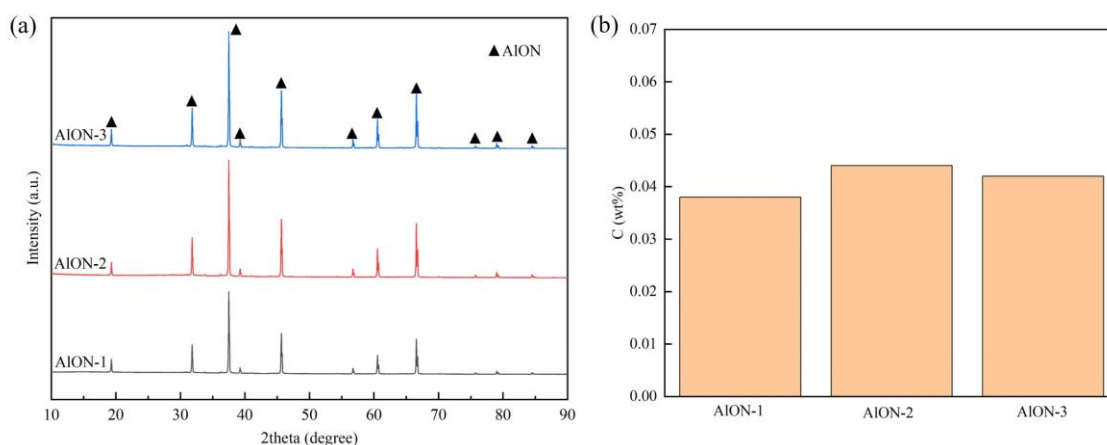 (a)
▲AlON
AlON-3
AlON-2
AlON-1
Intensity (a.u.)
10 20 30 40 50 60 70 80 90
2theta (degree)
(b)
0.07
0.06
0.05
0.04
0.03
0.02
0.01
0.00
C (wt%)
AlON-1 AlON-2 AlON-3